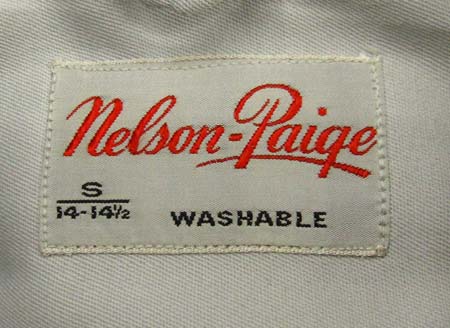 Nelson-Paige
S
14-14½
WASHABLE